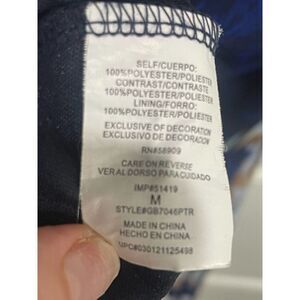 SELF/CUERPO:
100%POLYESTER/POLIESTER
CONTRAST/CONTRASTE
100%POLYESTER/POLIESTER
LINING/FORRO:
100%POLYESTER/POLIESTER
EXCLUSIVE OF DECORATION
EXCLUSIVO DE DECORACION
RN#58909
CARE ON REVERSE
VER AL DORSO PARA CUIDADO
IMP#51419
M
STYLE#GB7046PTR
MADE IN CHINA
HECHO EN CHINA
UPC#030121125498